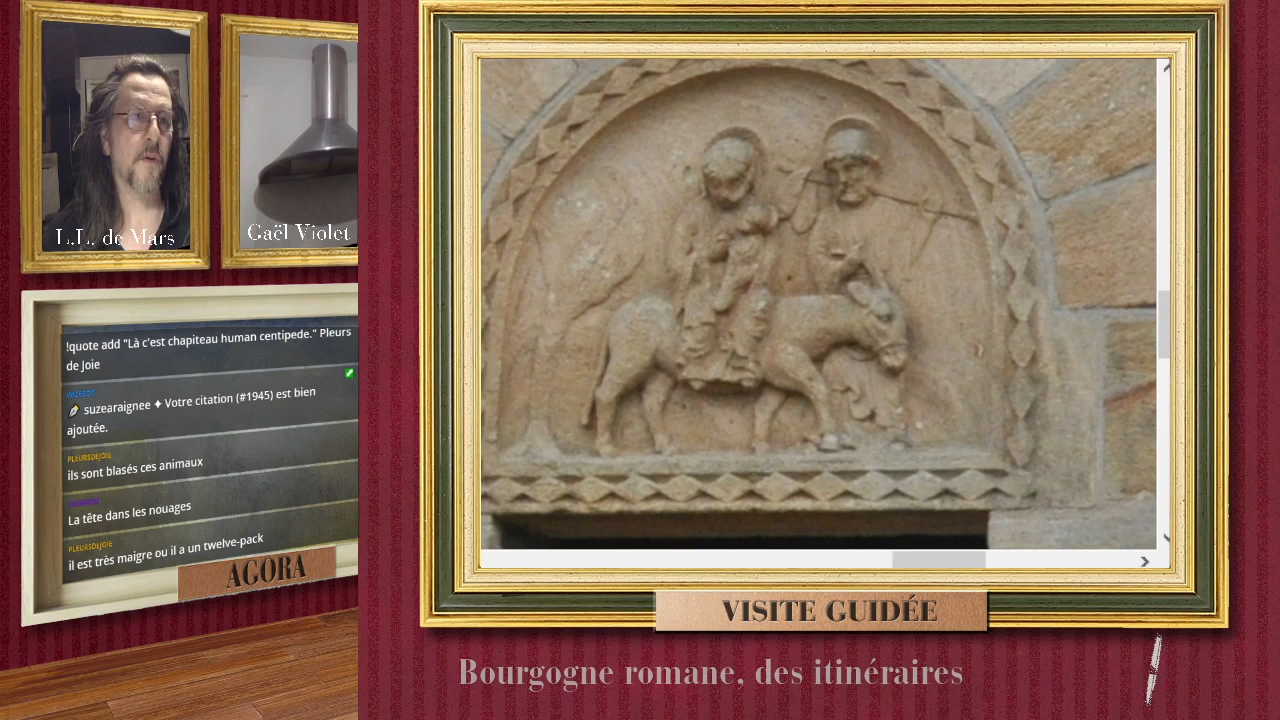 L.L. de Mars
Gaël Violet
!quote add "Là c'est chapiteau human centipede." Pleurs
de Joie
WIZEBOT
suzearaignee ✦ Votre citation (#1945) est bien
ajoutée.
PLEURSDEJOIE
ils sont blasés ces animaux
La tête dans les nouages
PLEURSDEJOIE
il est très maigre ou il a un twelve-pack
AGORA
VISITE GUIDÉE
Bourgogne romane, des itinéraires